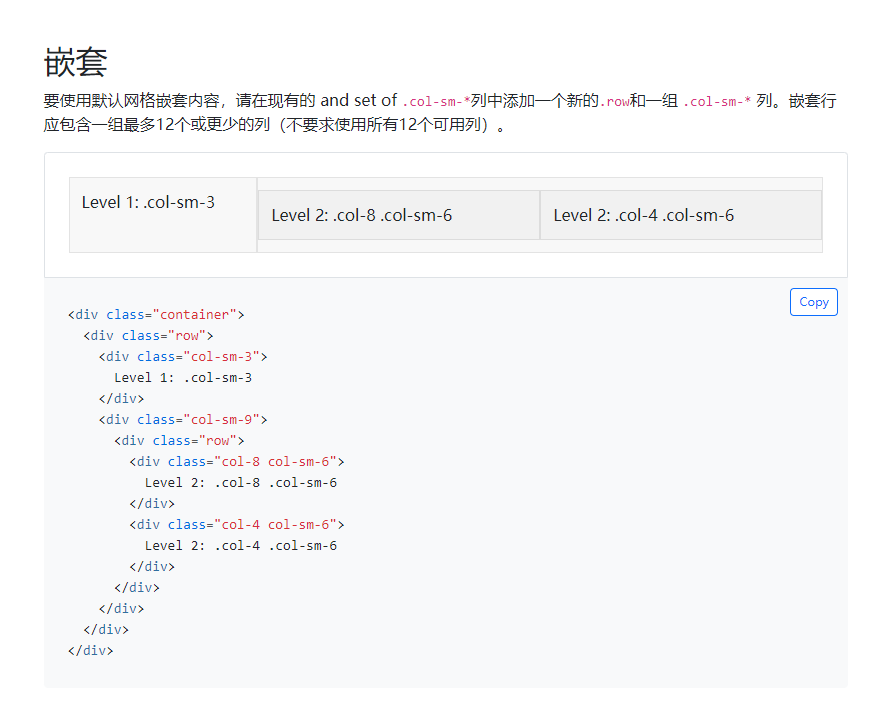 嵌套
要使用默认网格嵌套内容，请在现有的 and set of .col-sm-*列中添加一个新的.row和一组 .col-sm-* 列。嵌套行
应包含一组最多12个或更少的列（不要求使用所有12个可用列）。
Level 1: .col-sm-3
Level 2: .col-8 .col-sm-6
Level 2: .col-4 .col-sm-6
Copy
<div class="container">
  <div class="row">
    <div class="col-sm-3">
      Level 1: .col-sm-3
    </div>
    <div class="col-sm-9">
      <div class="row">
        <div class="col-8 col-sm-6">
          Level 2: .col-8 .col-sm-6
        </div>
        <div class="col-4 col-sm-6">
          Level 2: .col-4 .col-sm-6
        </div>
      </div>
    </div>
  </div>
</div>